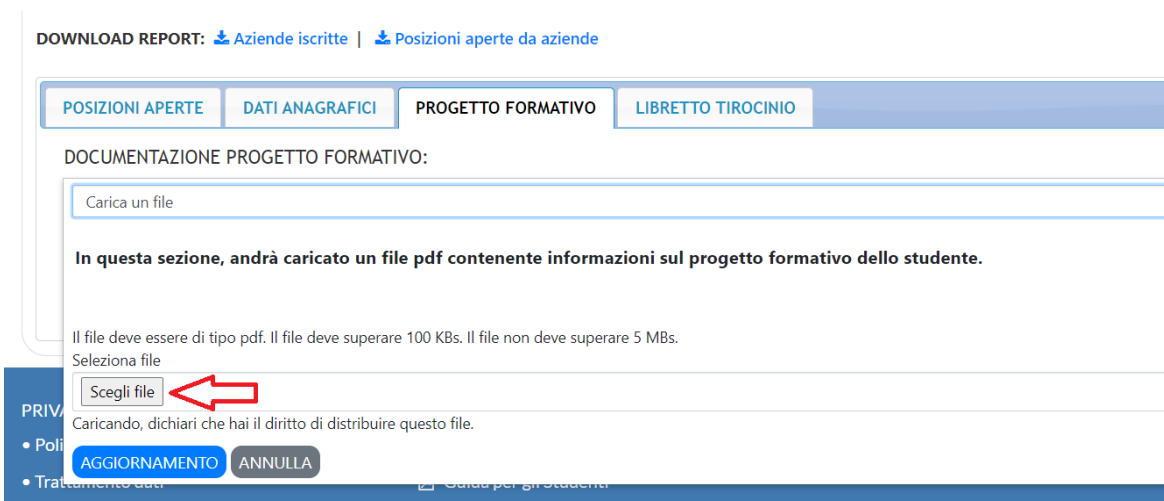 DOWNLOAD REPORT: Aziende iscritte | Posizioni aperte da aziende
POSIZIONI APERTE DATI ANAGRAFICI PROGETTO FORMATIVO LIBRETTO TIROCINIO
DOCUMENTAZIONE PROGETTO FORMATIVO:
Carica un file
In questa sezione, andrà caricato un file pdf contenente informazioni sul progetto formativo dello studente.
Il file deve essere di tipo pdf. Il file deve superare 100 KBs. Il file non deve superare 5 MBs.
Seleziona file
Scegli file
Caricando, dichiari che hai il diritto di distribuire questo file.
AGGIORNAMENTO ANNULLA